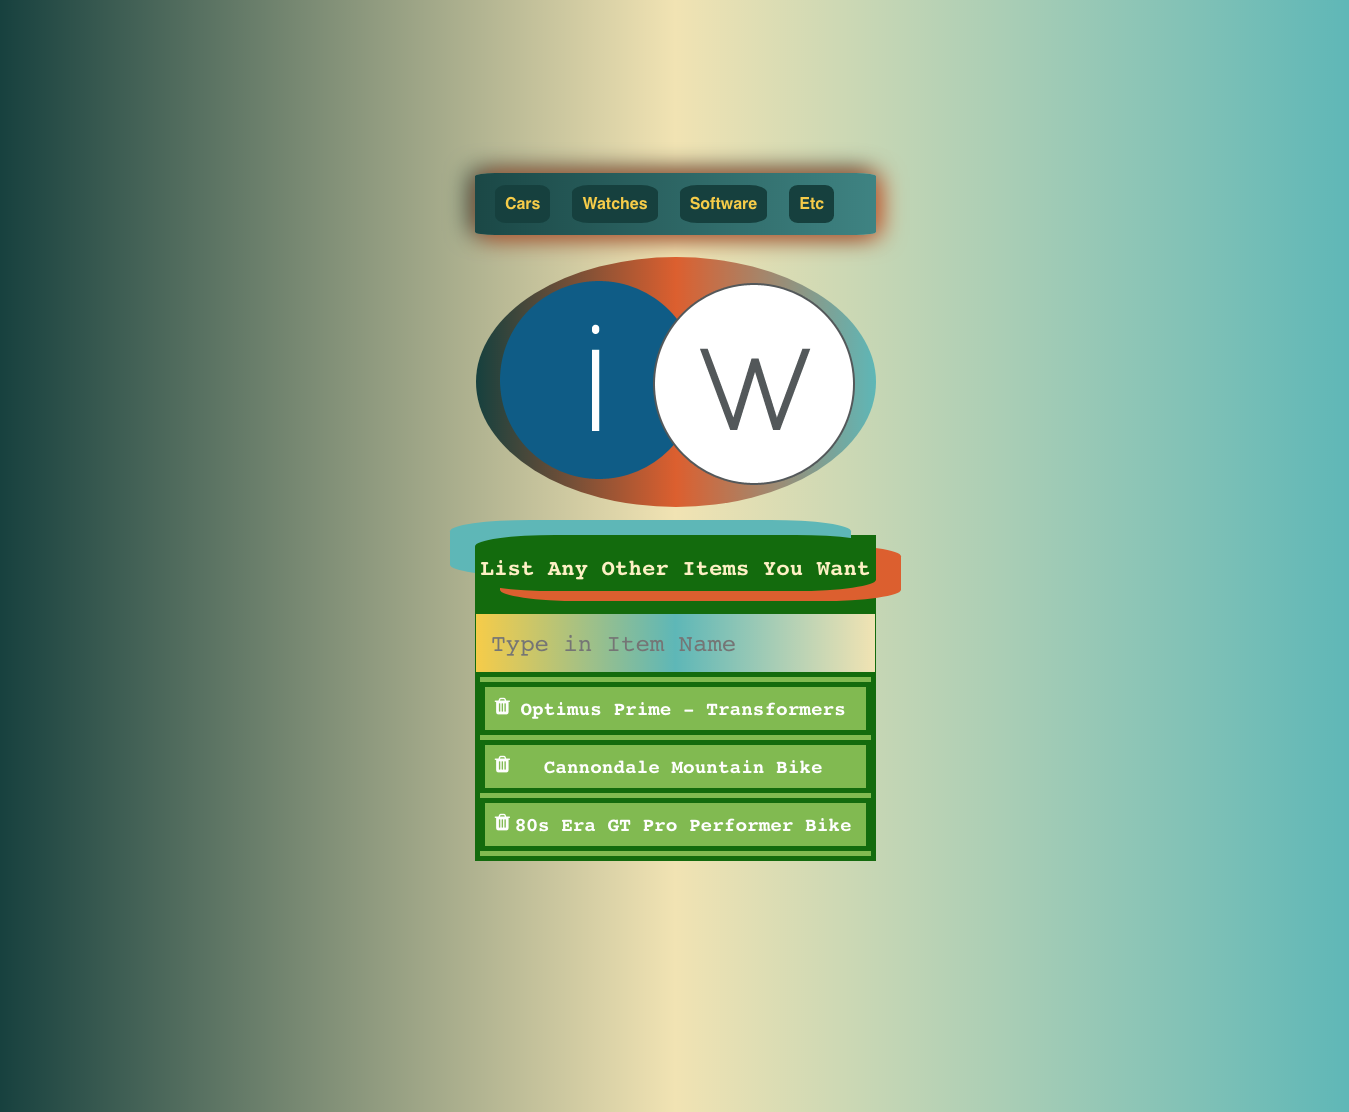 Cars Watches Software Etc
i W
List Any Other Items You Want
Type in Item Name
Optimus Prime - Transformers
Cannondale Mountain Bike
80s Era GT Pro Performer Bike